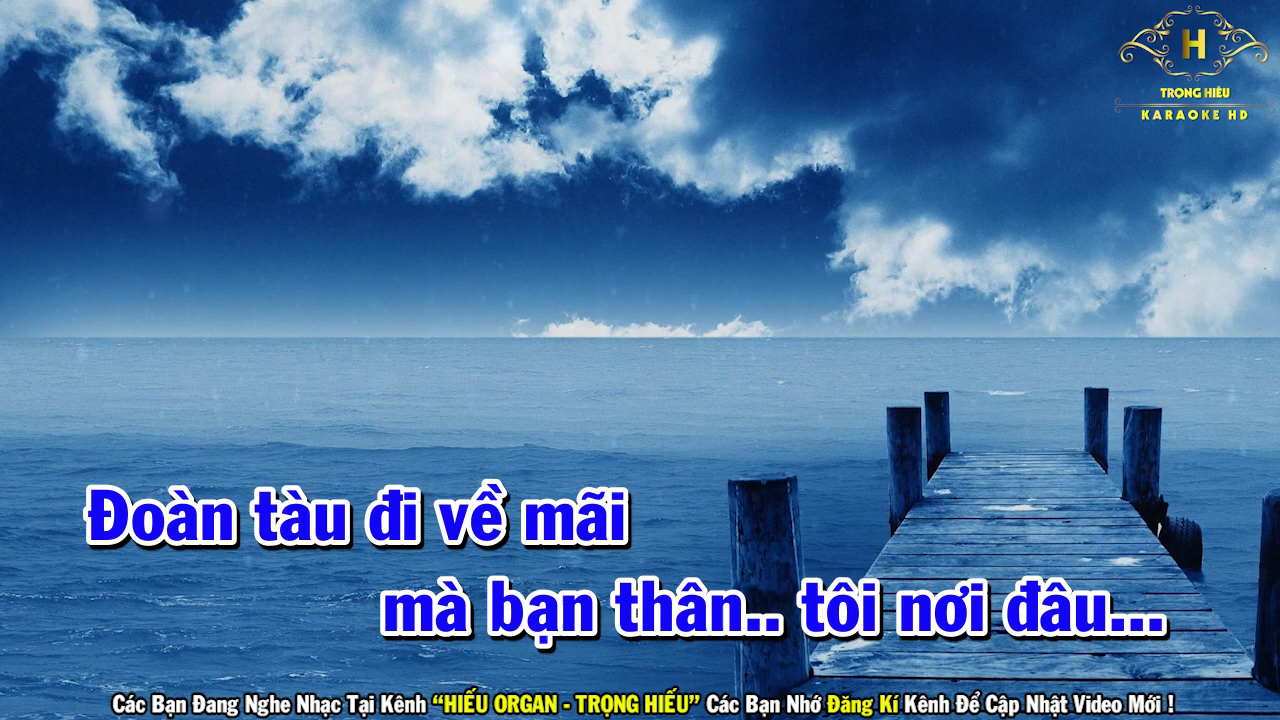 H
TRỌNG HIẾU
KARAOKE HD
Đoàn tàu đi về mãi
mà bạn thân.. tôi nơi đâu...
Các Bạn Đang Nghe Nhạc Tại Kênh “HIẾU ORGAN - TRỌNG HIẾU” Các Bạn Nhớ Đăng Kí Kênh Để Cập Nhật Video Mới !